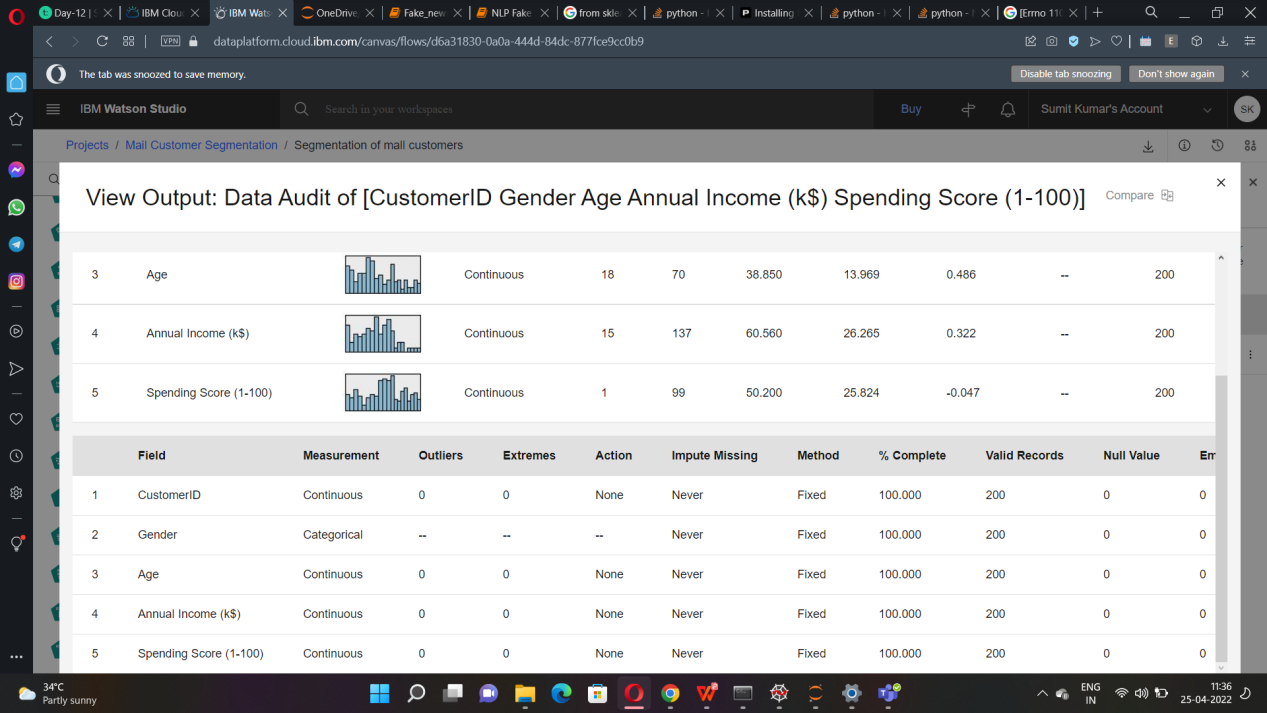 Day-12 | S
IBM Clou
IBM Wats
OneDrive/
Fake_new
NLP Fake
from skle
python - H
Installing
python - H
python -
[Errno 110
VPN
dataplatform.cloud.ibm.com/canvas/flows/d6a31830-0a0a-444d-84dc-877fce9cc0b9
The tab was snoozed to save memory.
Disable tab snoozing
Don't show again
IBM Watson Studio
Search in your workspaces
Buy
Sumit Kumar's Account
SK
Projects / Mall Customer Segmentation / Segmentation of mall customers
View Output: Data Audit of [CustomerID Gender Age Annual Income (k$) Spending Score (1-100)]
Compare
3 Age Continuous 18 70 38.850 13.969 0.486 -- 200
4 Annual Income (k$) Continuous 15 137 60.560 26.265 0.322 -- 200
5 Spending Score (1-100) Continuous 1 99 50.200 25.824 -0.047 -- 200
Field Measurement Outliers Extremes Action Impute Missing Method % Complete Valid Records Null Value Em
1 CustomerID Continuous 0 0 None Never Fixed 100.000 200 0 0
2 Gender Categorical -- -- -- Never Fixed 100.000 200 0 0
3 Age Continuous 0 0 None Never Fixed 100.000 200 0 0
4 Annual Income (k$) Continuous 0 0 None Never Fixed 100.000 200 0 0
5 Spending Score (1-100) Continuous 0 0 None Never Fixed 100.000 200 0 0
34°C
Partly sunny
ENG
IN
11:36
25-04-2022